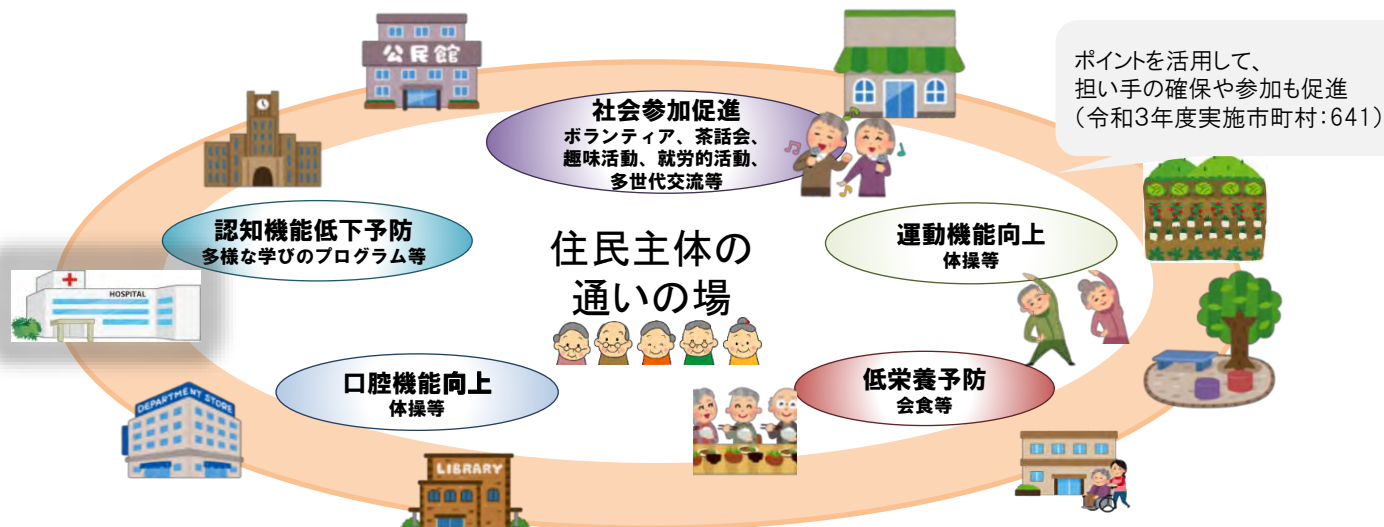 公民館
ポイントを活用して、
担い手の確保や参加も促進
(令和3年度実施市町村:641)
社会参加促進
ボランティア、茶話会、
趣味活動、就労的活動、
多世代交流等
認知機能低下予防
多様な学びのプログラム等
住民主体の
通いの場
運動機能向上
体操等
HOSPITAL
口腔機能向上
体操等
低栄養予防
会食等
DEPARTMENT STORE
LIBRARY